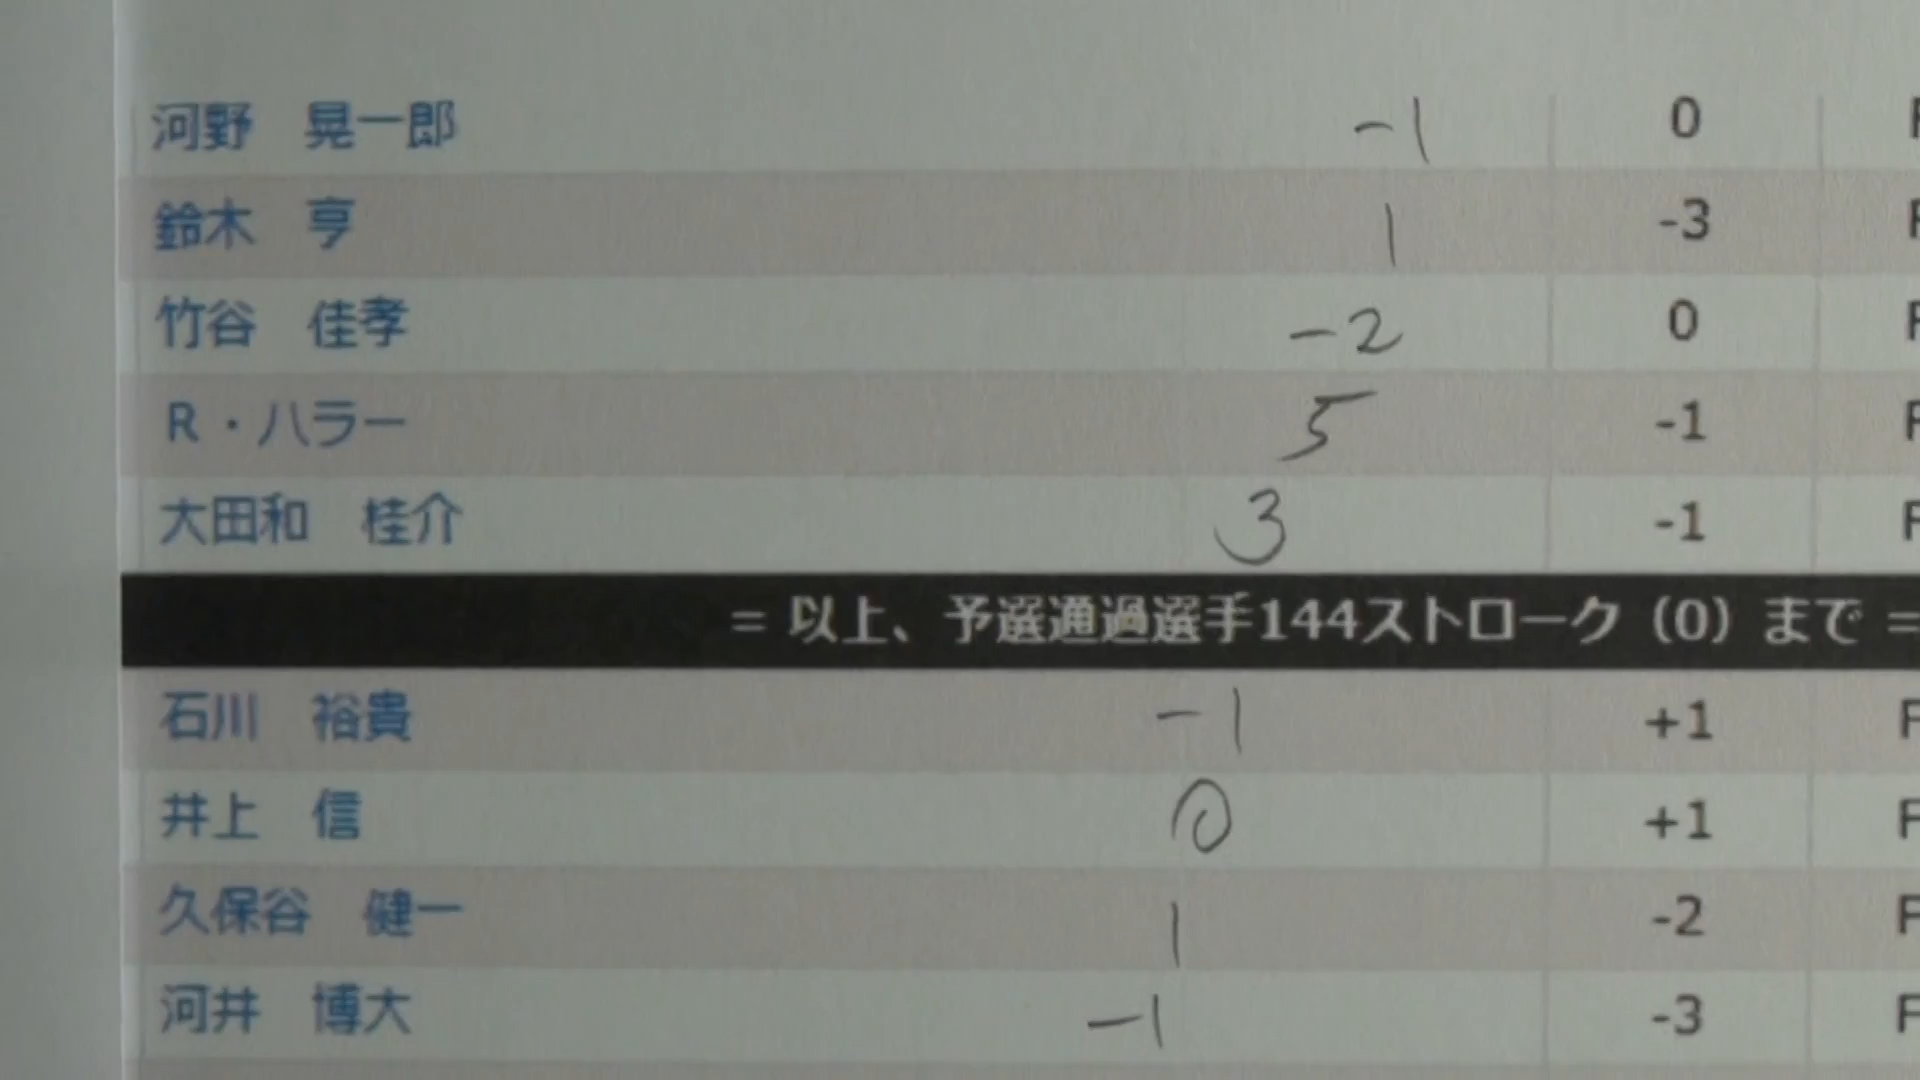 河野 晃一郎 -1 0 F
鈴木 亨 1 -3 F
竹谷 佳孝 -2 0 F
R・ハラー 5 -1 F
大田和 桂介 3 -1 F
= 以上、予選通過選手144ストローク（0）まで =
石川 裕貴 -1 +1 F
井上 信 0 +1 F
久保谷 健一 1 -2 F
河井 博大 -1 -3 F